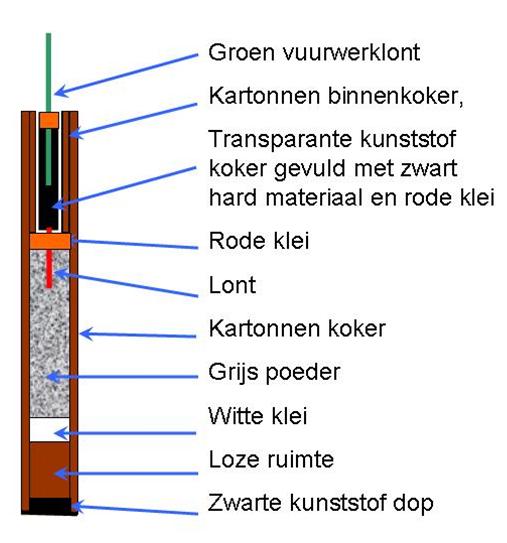 Groen vuurwerklont
Kartonnen binnenkoker,
Transparante kunststof
koker gevuld met zwart
hard materiaal en rode klei
Rode klei
Lont
Kartonnen koker
Grijs poeder
Witte klei
Loze ruimte
Zwarte kunststof dop